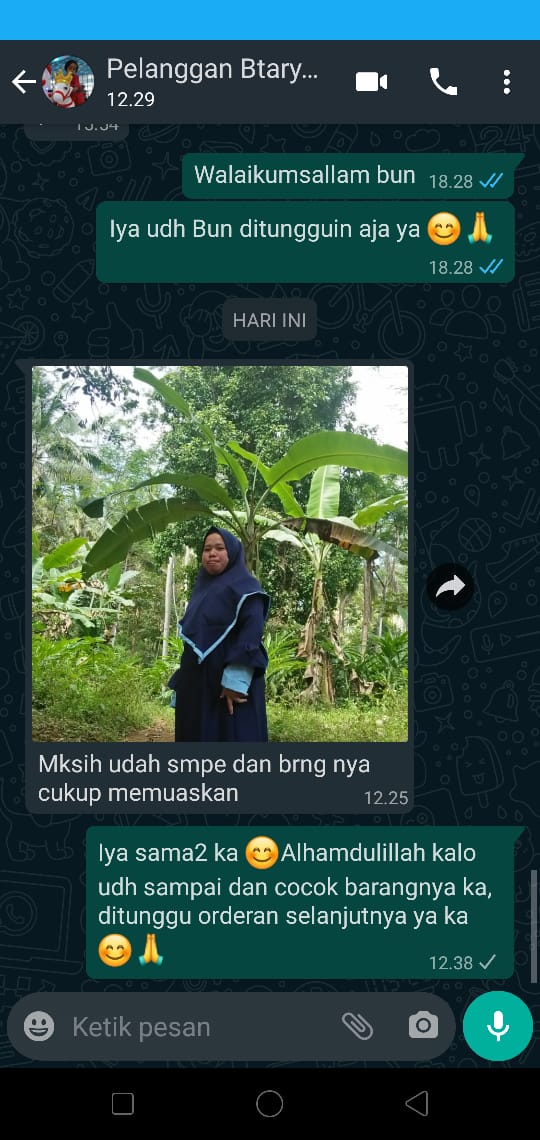 Pelanggan Btary...
12.29
13.54
Walaikumsallam bun 18.28
Iya udh Bun ditungguin aja ya 😊🙏
18.28
HARI INI
Mksih udah smpe dan brng nya
cukup memuaskan 12.25
Iya sama2 ka 😊Alhamdulillah kalo
udh sampai dan cocok barangnya ka,
ditunggu orderan selanjutnya ya ka
😊🙏 12.38
Ketik pesan